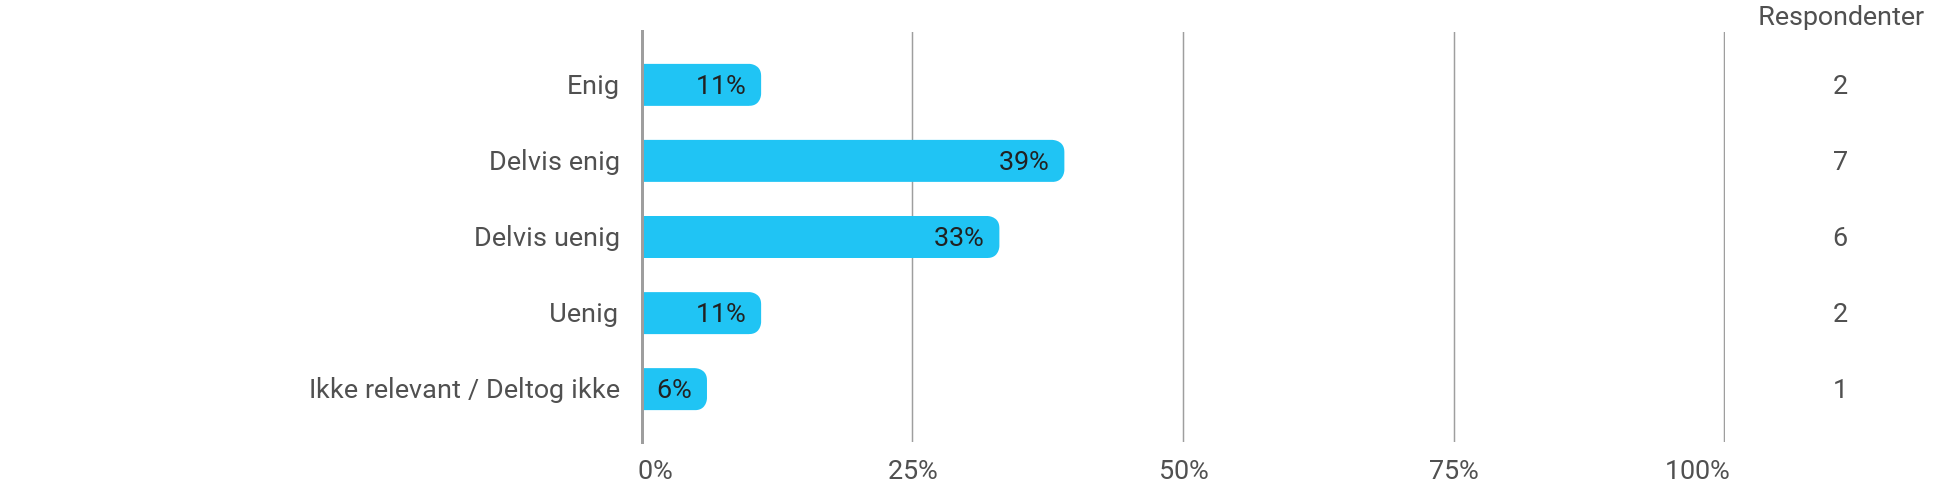 Respondenter
Enig 11% 2
Delvis enig 39% 7
Delvis uenig 33% 6
Uenig 11% 2
Ikke relevant / Deltog ikke 6% 1
0% 25% 50% 75% 100%